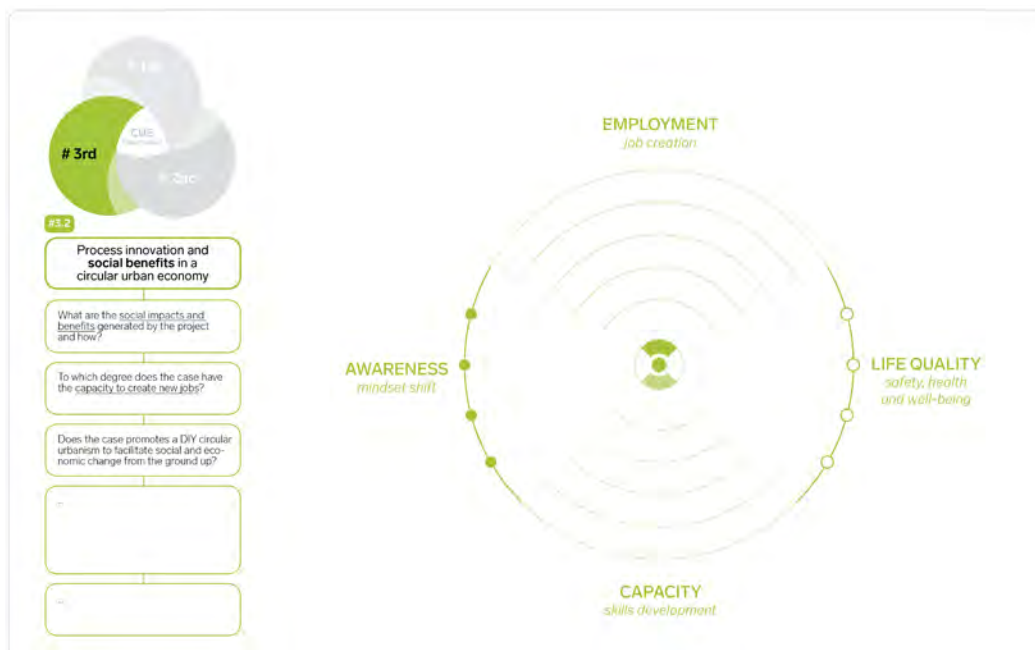 # 3rd
CUE
#3.2
Process innovation and
social benefits in a
circular urban economy
What are the social impacts and
benefits generated by the project
and how?
To which degree does the case have
the capacity to create new jobs?
Does the case promotes a DIY circular
urbanism to facilitate social and eco-
nomic change from the ground up?
...
...
EMPLOYMENT
job creation
AWARENESS
mindset shift
LIFE QUALITY
safety, health
and well-being
CAPACITY
skills development